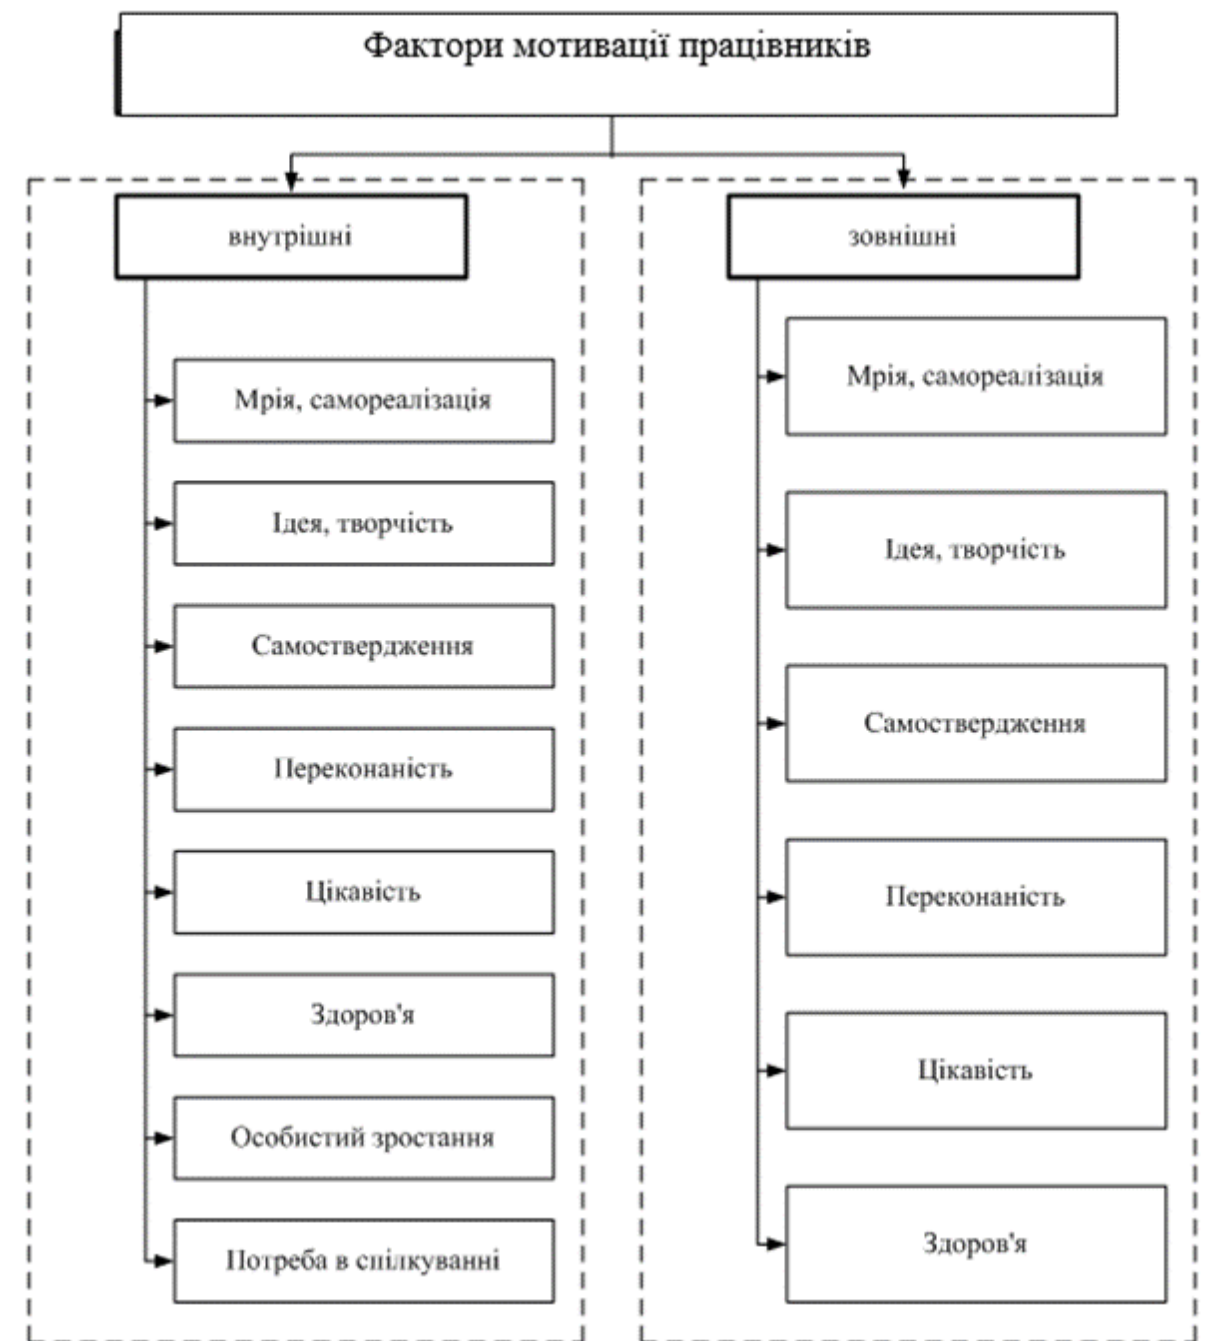 Фактори мотивації працівників
внутрішні
Мрія, самореалізація
Ідея, творчість
Самоствердження
Переконаність
Цікавість
Здоров'я
Особистий зростання
Потреба в спілкуванні
зовнішні
Мрія, самореалізація
Ідея, творчість
Самоствердження
Переконаність
Цікавість
Здоров'я